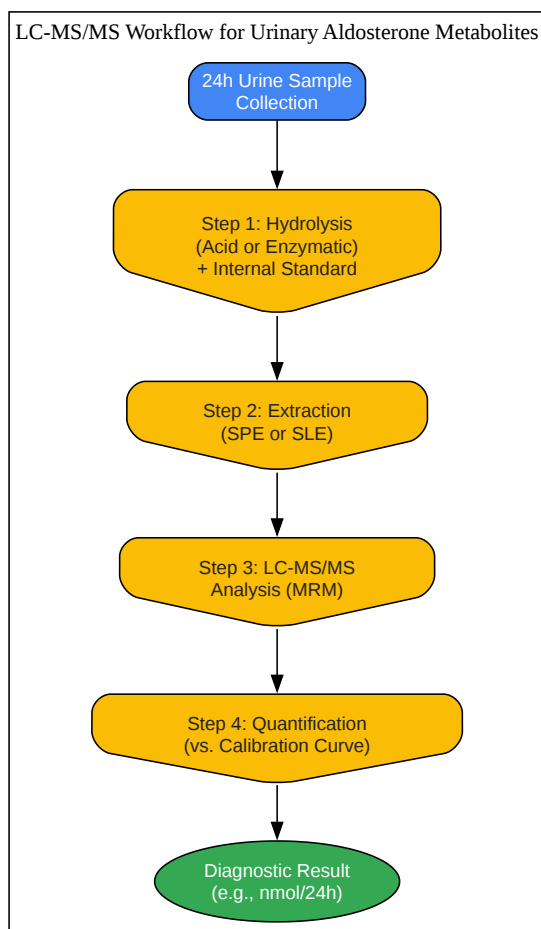 LC-MS/MS Workflow for Urinary Aldosterone Metabolites
24h Urine Sample
Collection
Step 1: Hydrolysis
(Acid or Enzymatic)
+ Internal Standard
Step 2: Extraction
(SPE or SLE)
Step 3: LC-MS/MS
Analysis (MRM)
Step 4: Quantification
(vs. Calibration Curve)
Diagnostic Result
(e.g., nmol/24h)